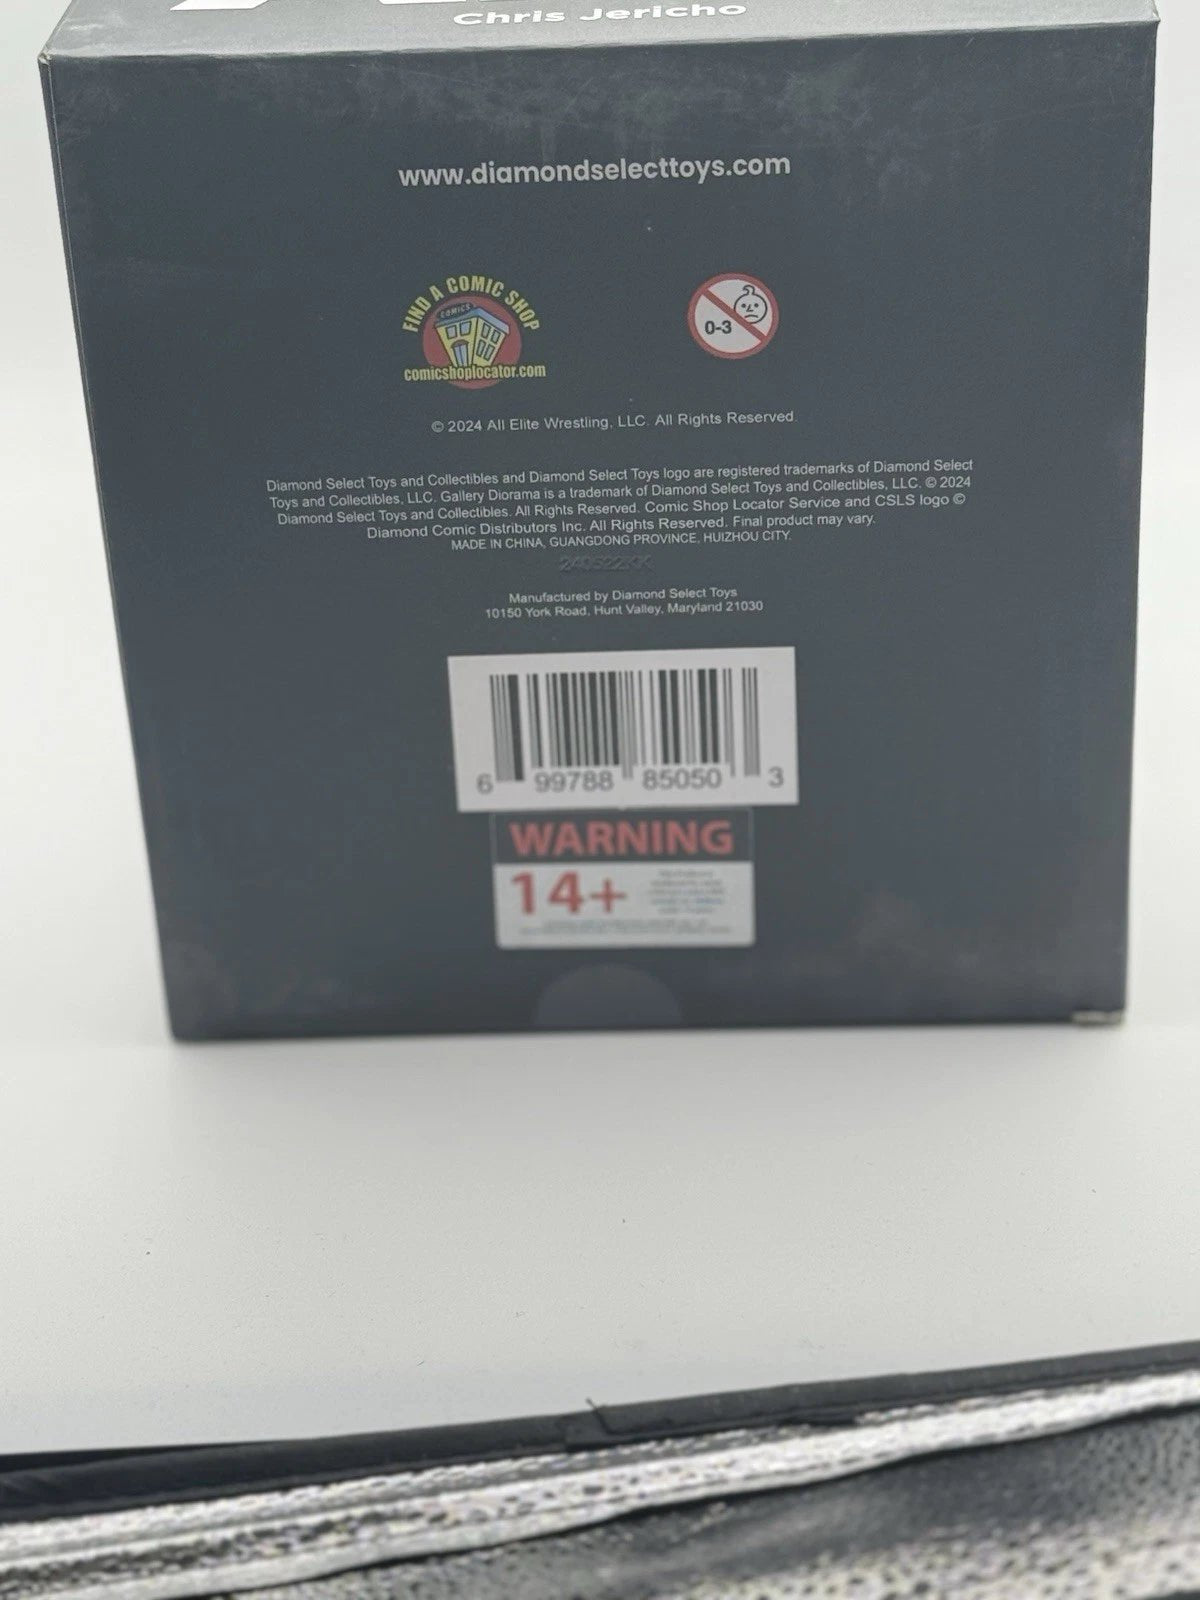 Chris Jericho
www.diamondselecttoys.com
FIND A COMIC SHOP
COMICS
comicshoplocator.com
0-3
© 2024 All Elite Wrestling, LLC. All Rights Reserved.
Diamond Select Toys and Collectibles and Diamond Select Toys logo are registered trademarks of Diamond Select
Toys and Collectibles, LLC. Gallery Diorama is a trademark of Diamond Select Toys and Collectibles, LLC. © 2024
Diamond Select Toys and Collectibles. All Rights Reserved. Comic Shop Locator Service and CSLS logo ©
Diamond Comic Distributors Inc. All Rights Reserved. Final product may vary.
MADE IN CHINA, GUANGDONG PROVINCE, HUIZHOU CITY.
240522KK
Manufactured by Diamond Select Toys
10150 York Road, Hunt Valley, Maryland 21030
6 99788 85050 3
WARNING
14+